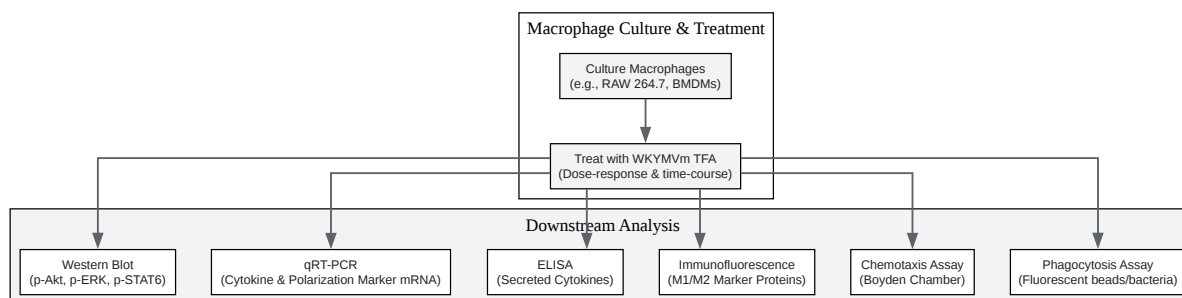 Macrophage Culture & Treatment
Culture Macrophages
(e.g., RAW 264.7, BMDMs)
Treat with WKYMVm TFA
(Dose-response & time-course)
Downstream Analysis
Western Blot
(p-Akt, p-ERK, p-STAT6)
qRT-PCR
(Cytokine & Polarization Marker mRNA)
ELISA
(Secreted Cytokines)
Immunofluorescence
(M1/M2 Marker Proteins)
Chemotaxis Assay
(Boyden Chamber)
Phagocytosis Assay
(Fluorescent beads/bacteria)